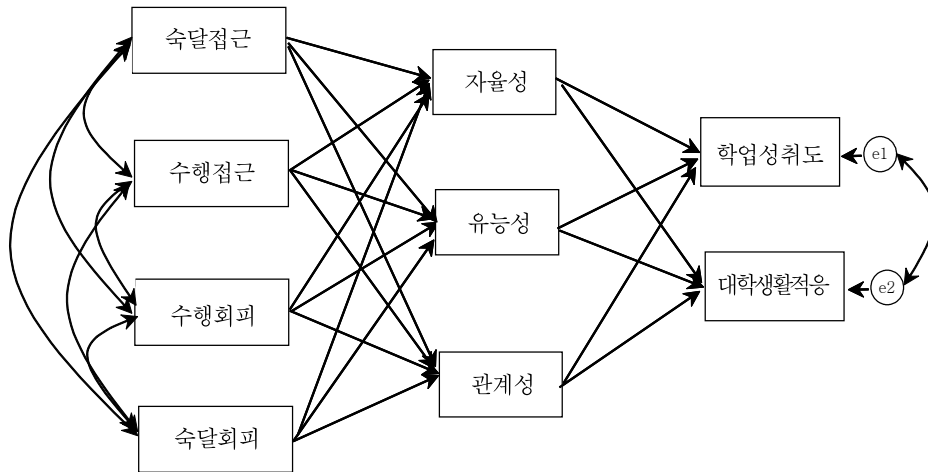 숙달접근
수행접근
수행회피
숙달회피
자율성
유능성
관계성
학업성취도
대학생활적응
e1
e2